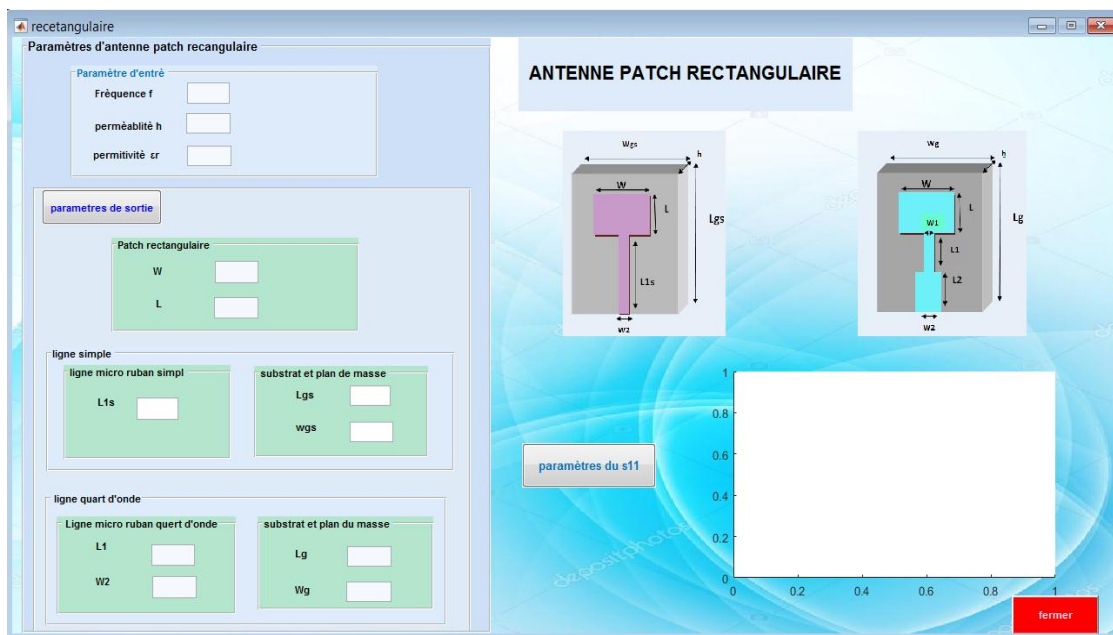 recetangulaire
Paramètres d'antenne patch recangulaire
Paramètre d'entrè
Frèquence f
permèablitè h
permitivitè εr
parametres de sortie
Patch rectangulaire
W
L
ligne simple
ligne micro ruban simpl
L1s
substrat et plan de masse
Lgs
wgs
ligne quart d'onde
Ligne micro ruban quert d'onde
L1
W2
substrat et plan du masse
Lg
Wg
ANTENNE PATCH RECTANGULAIRE
Wgs
h
W
L
Lgs
L1s
W2
Wg
h
W
L
W1
Lg
L1
L2
W2
paramètres du s11
1
0.8
0.6
0.4
0.2
0
0 0.2 0.4 0.6 0.8 1
fermer
depositphotos